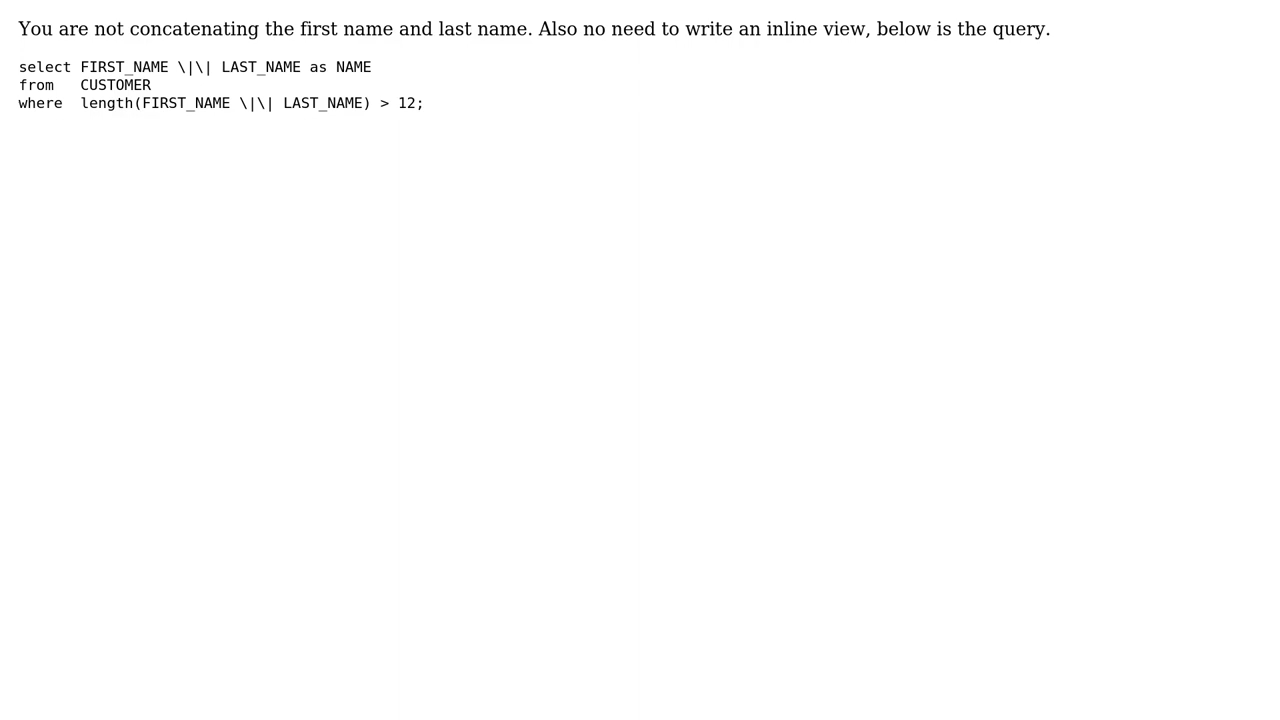 You are not concatenating the first name and last name. Also no need to write an inline view, below is the query.
select FIRST_NAME \|\| LAST_NAME as NAME
from   CUSTOMER
where  length(FIRST_NAME \|\| LAST_NAME) > 12;